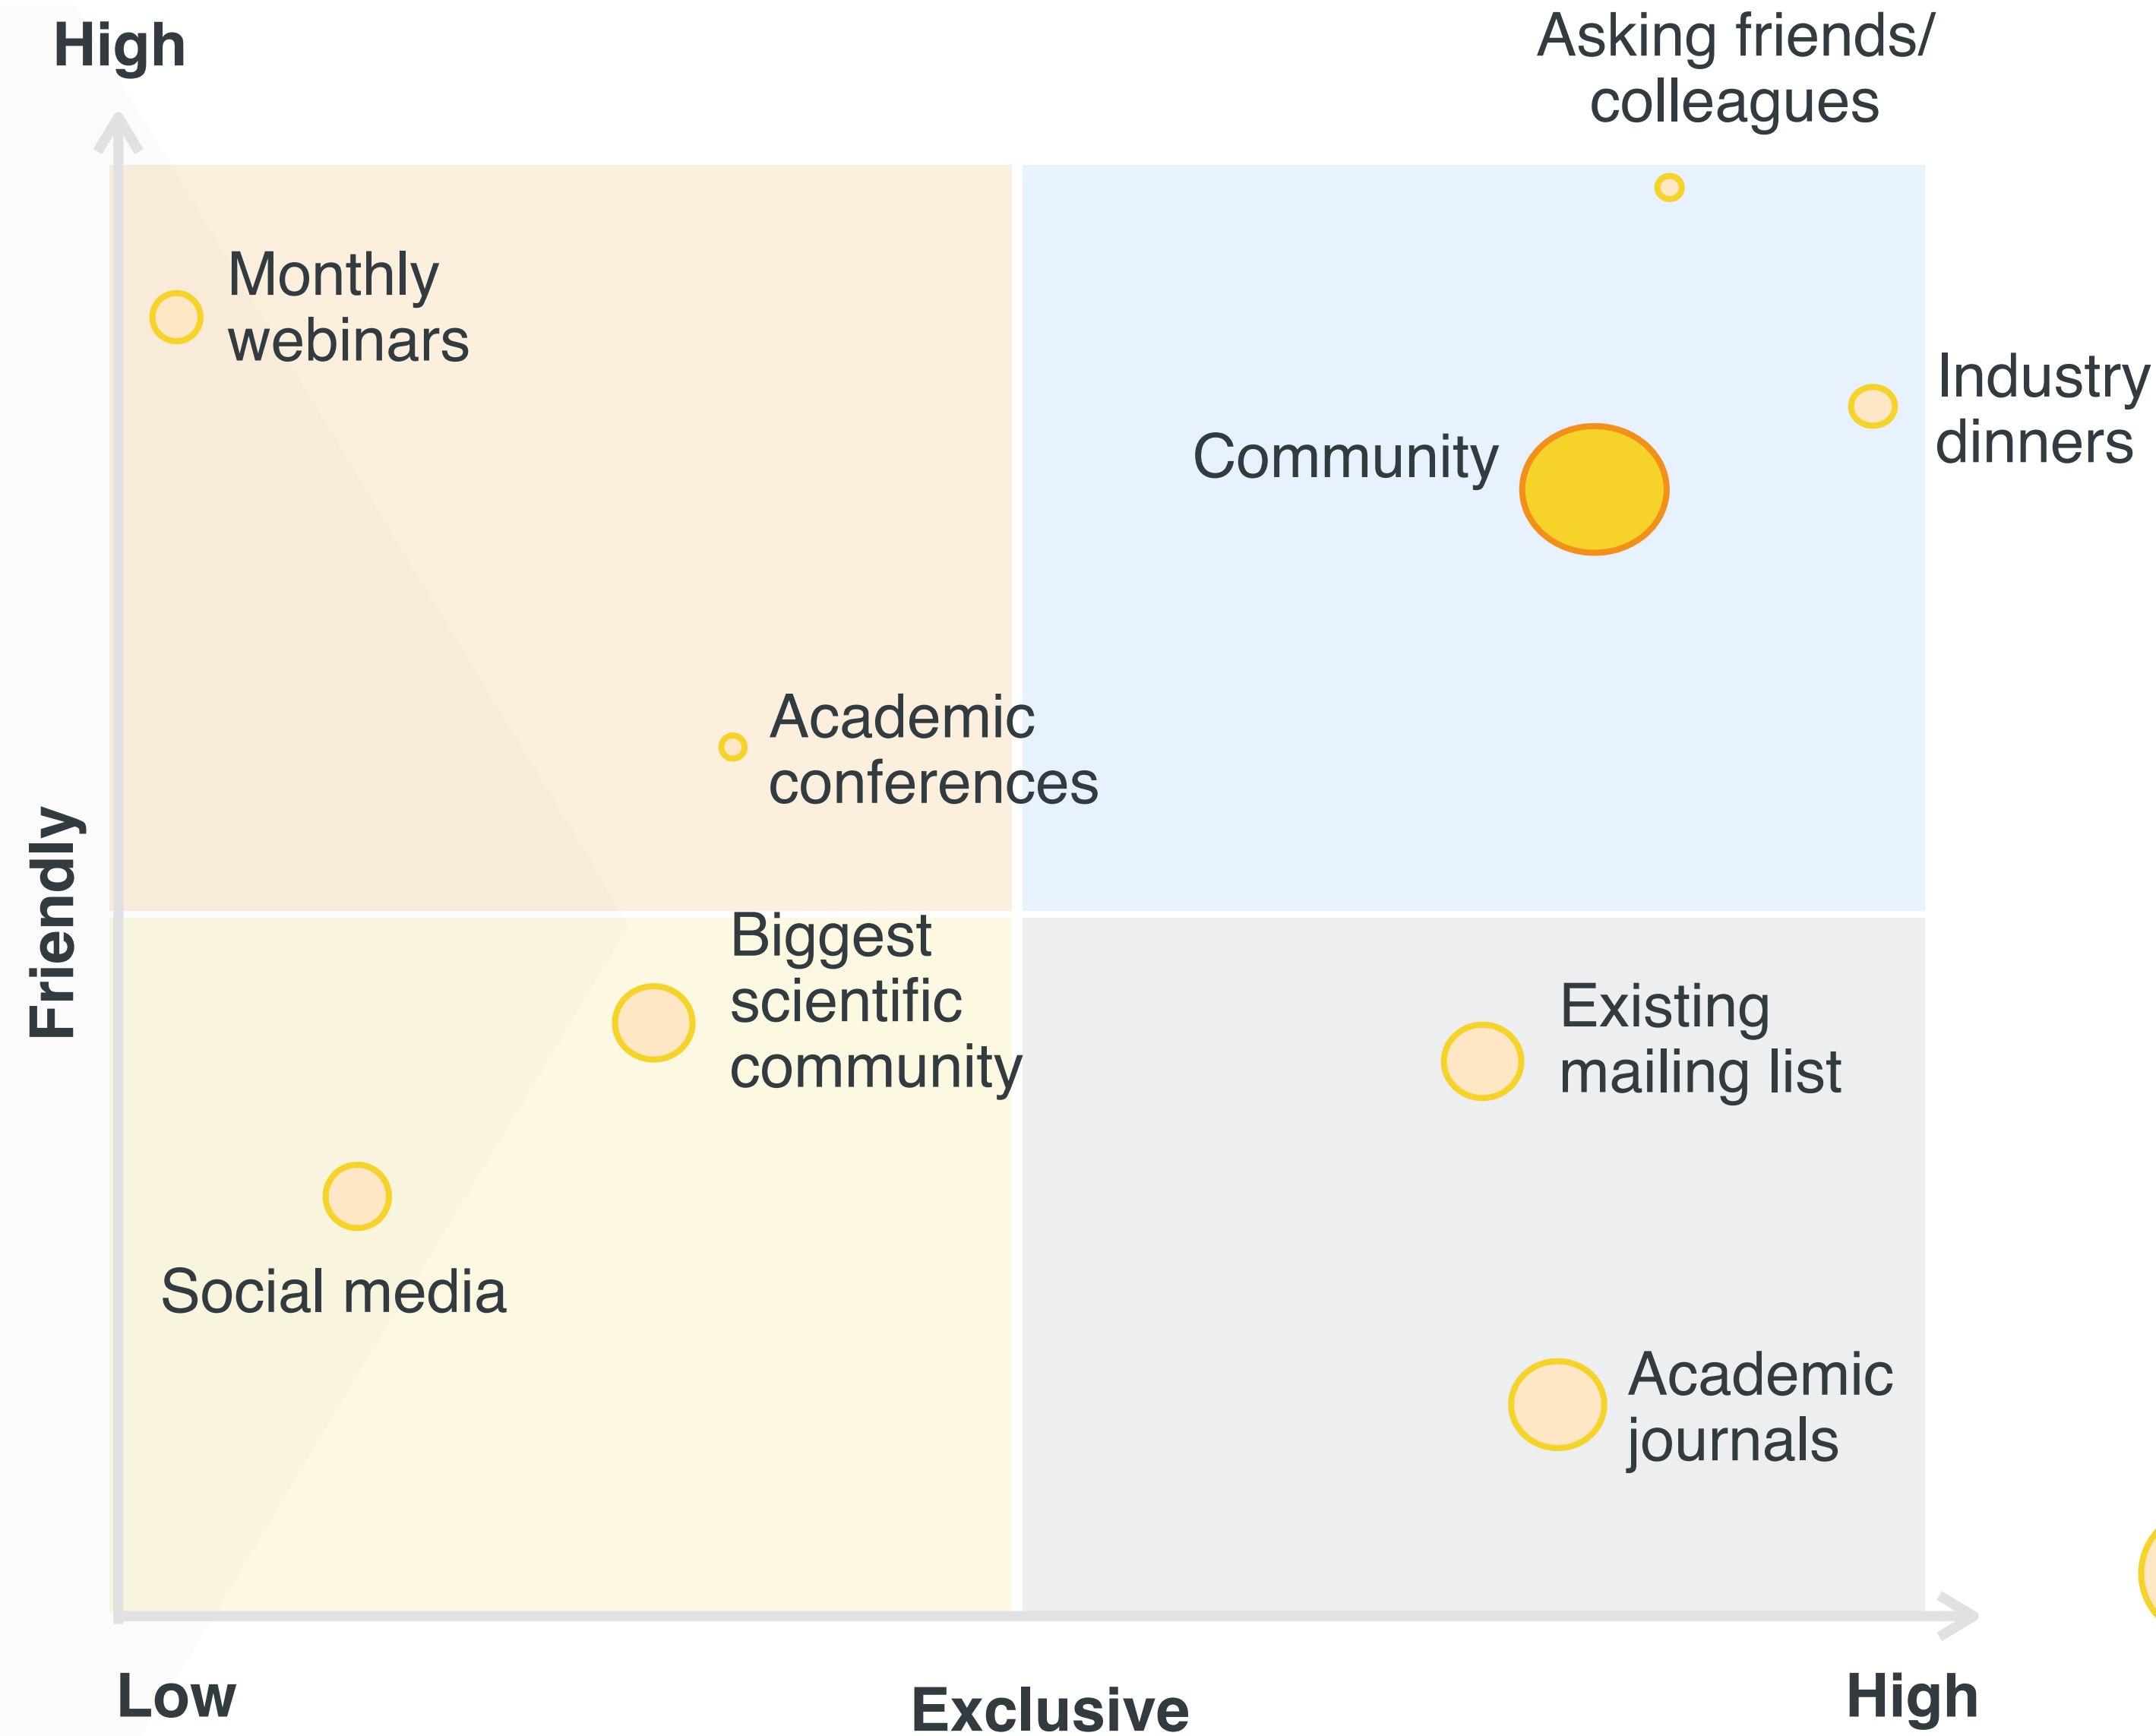 High
Asking friends/
colleagues
Monthly
webinars
Industry
dinners
Community
Academic
conferences
Friendly
Biggest
scientific
community
Existing
mailing list
Social media
Academic
journals
Low
Exclusive
High